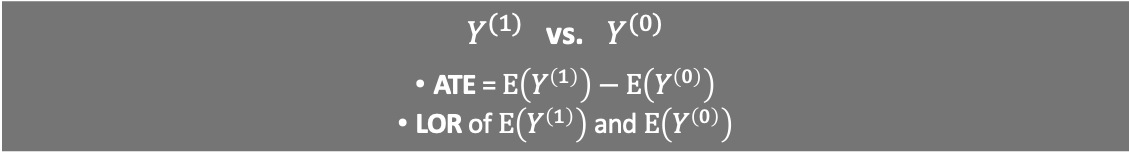 Y⁽¹⁾ vs. Y⁽⁰⁾
• ATE = E(Y⁽¹⁾) − E(Y⁽⁰⁾)
• LOR of E(Y⁽¹⁾) and E(Y⁽⁰⁾)